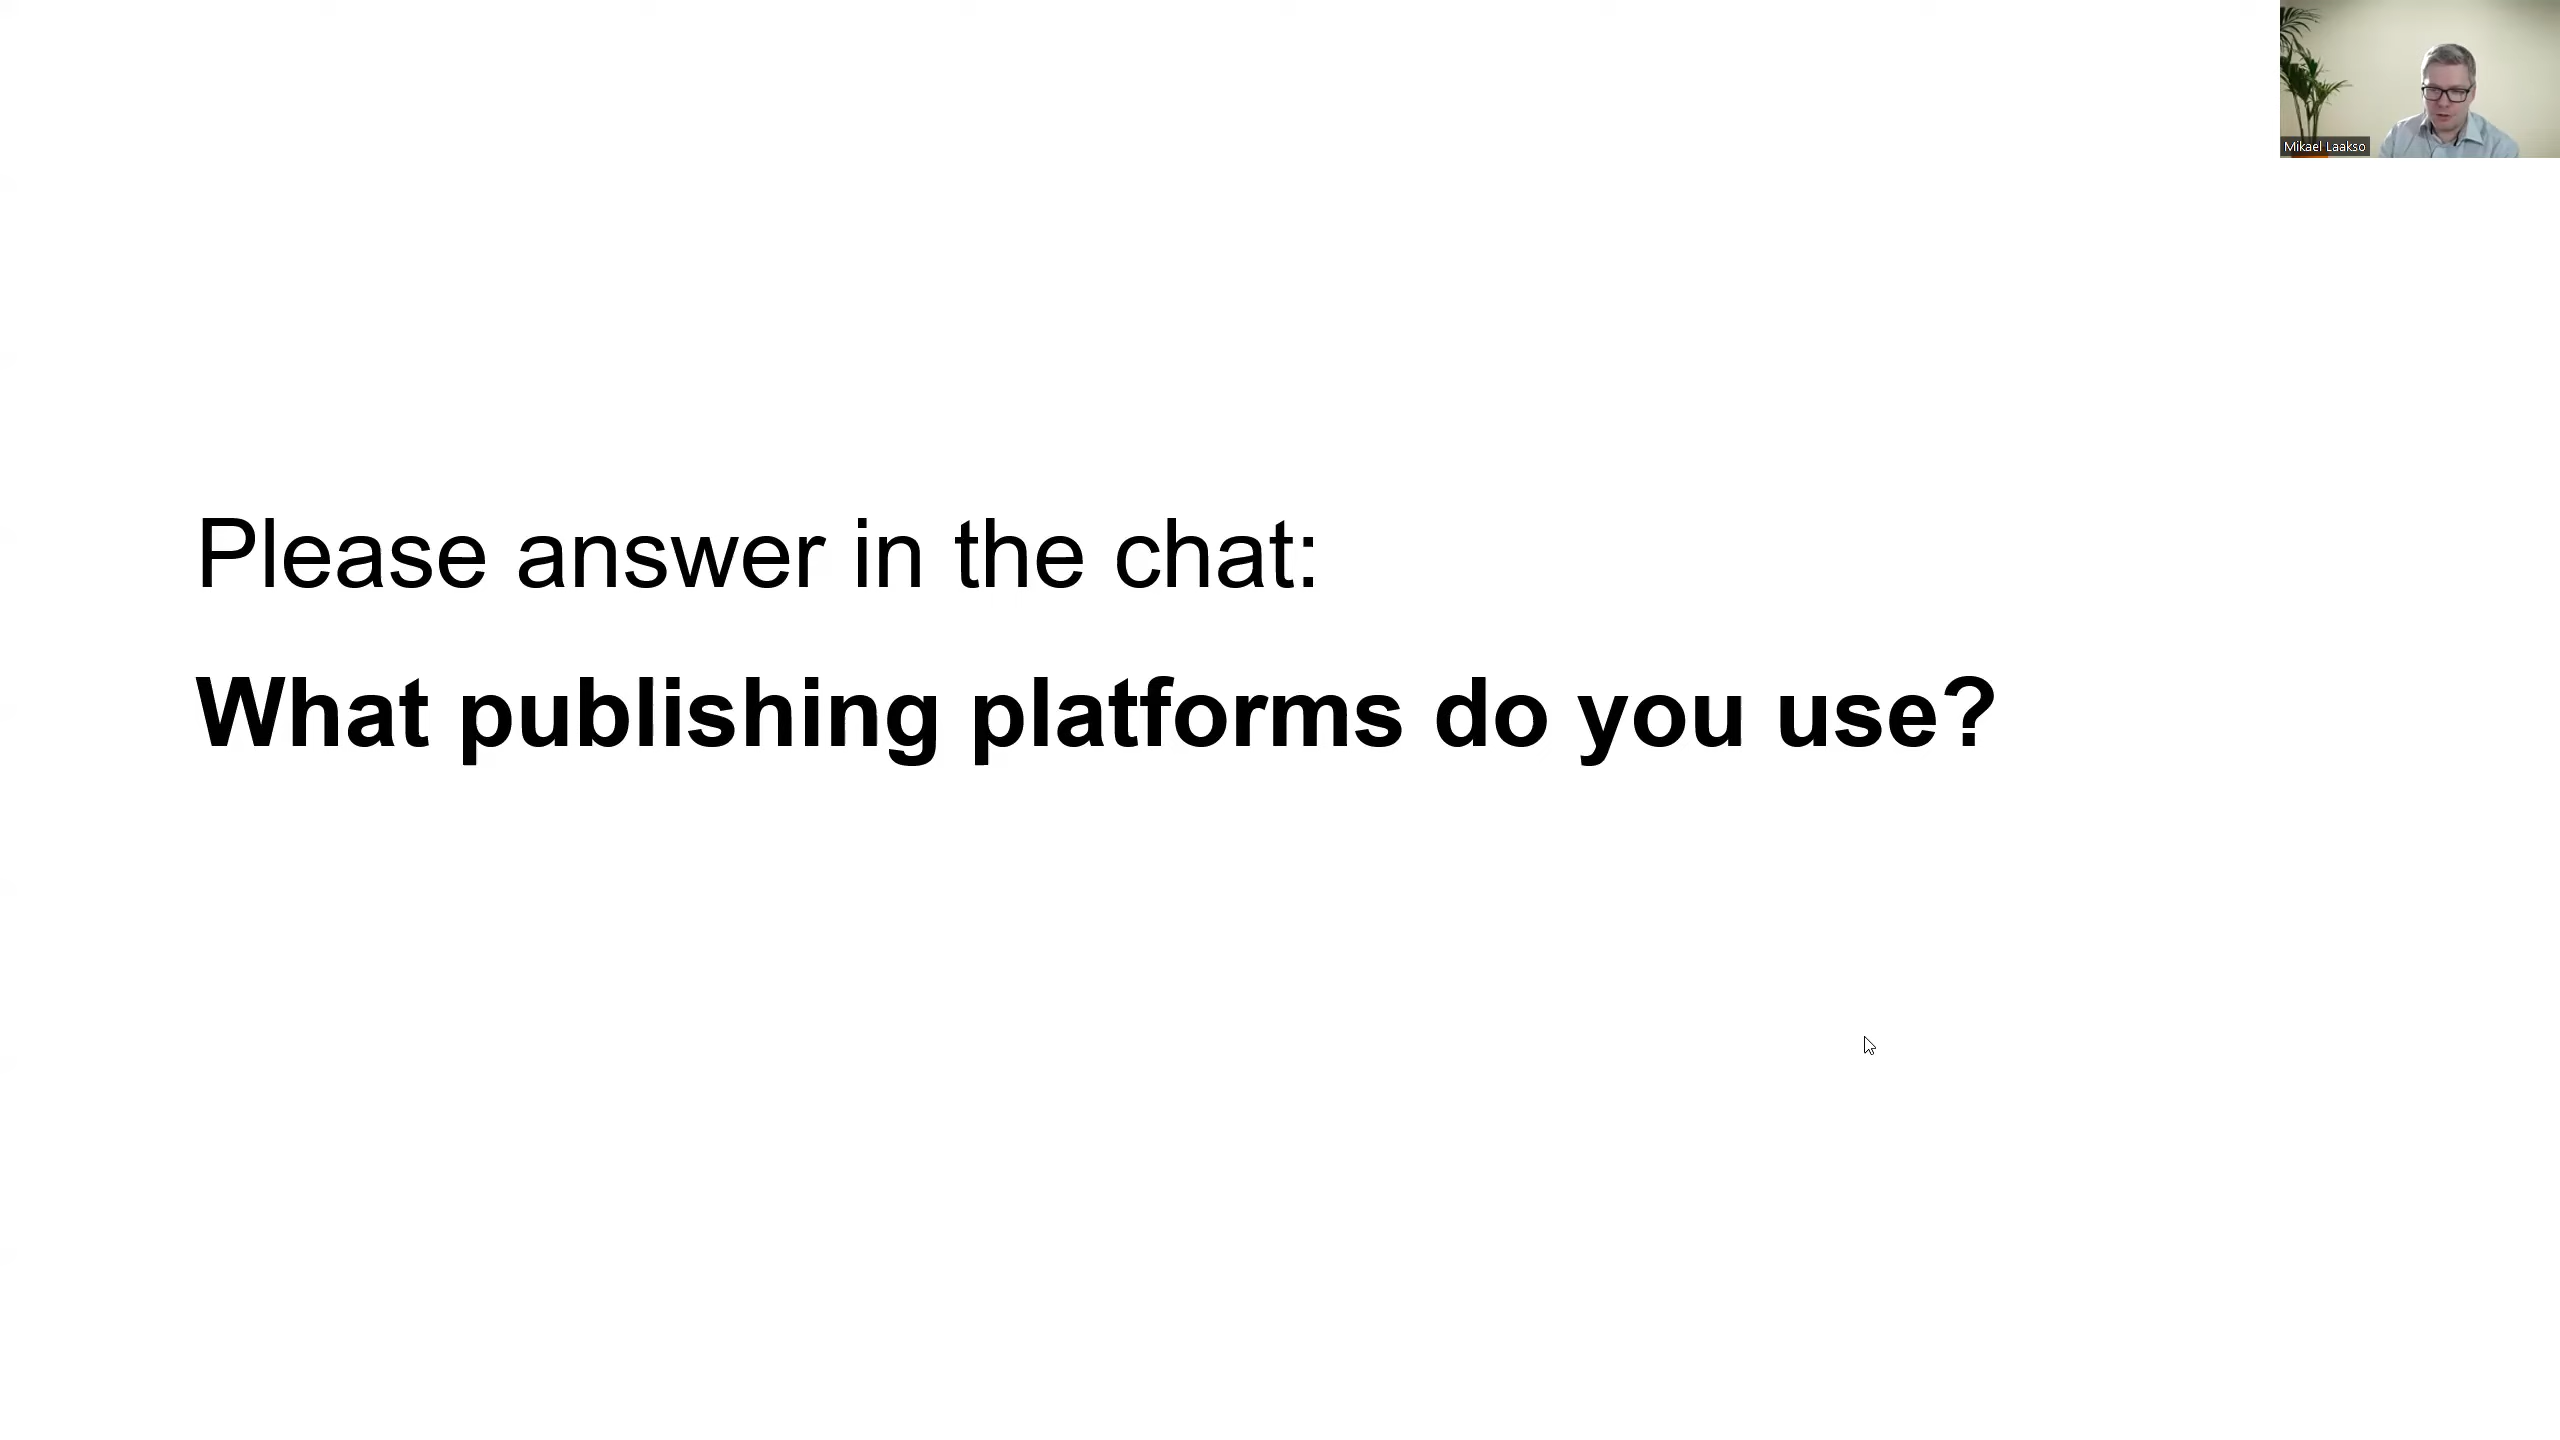 Mikael Laakso
Please answer in the chat:
What publishing platforms do you use?